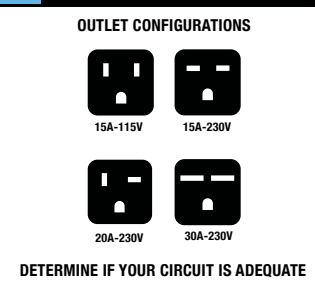 OUTLET CONFIGURATIONS
15A-115V 15A-230V
20A-230V 30A-230V
DETERMINE IF YOUR CIRCUIT IS ADEQUATE